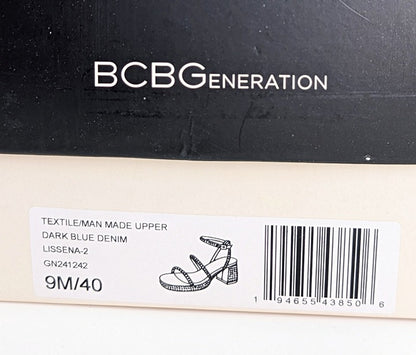 BCBGENERATION
TEXTILE/MAN MADE UPPER
DARK BLUE DENIM
LISSENA-2
GN241242
9M/40
1 94655 43850 6